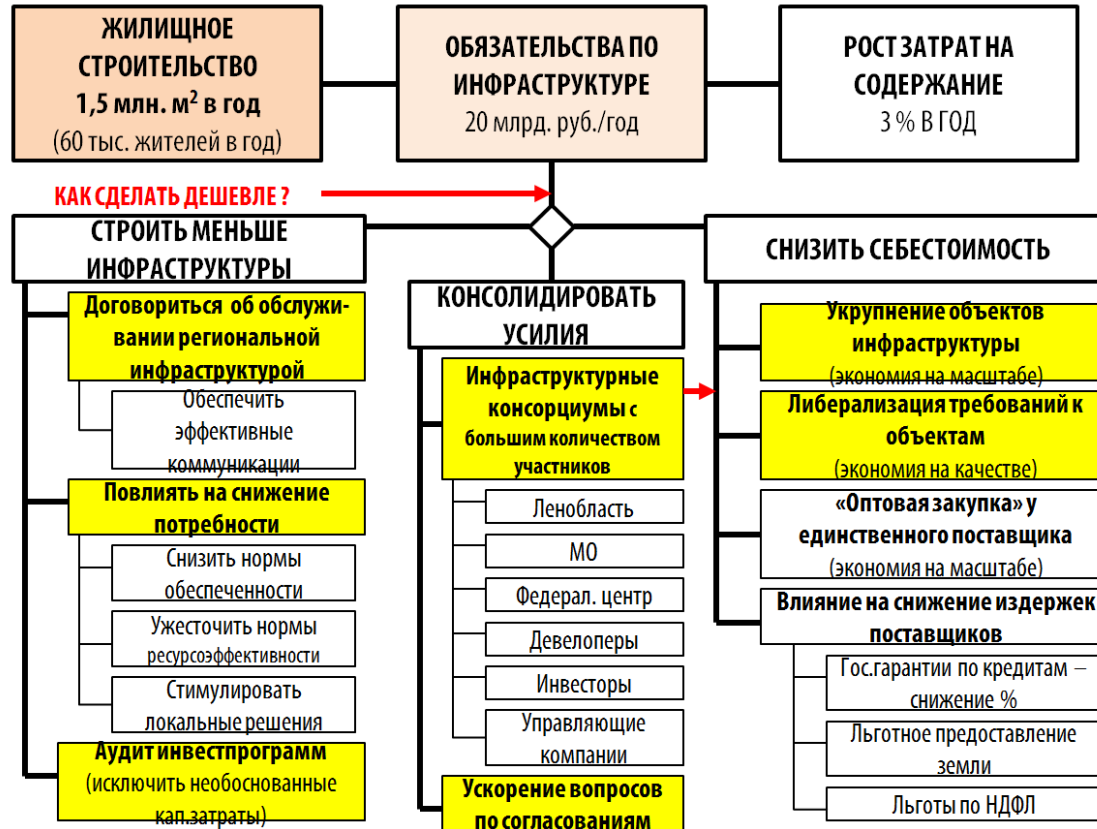 ЖИЛИЩНОЕ
СТРОИТЕЛЬСТВО
1,5 млн. м² в год
(60 тыс. жителей в год)
ОБЯЗАТЕЛЬСТВА ПО
ИНФРАСТРУКТУРЕ
20 млрд. руб./год
РОСТ ЗАТРАТ НА
СОДЕРЖАНИЕ
3 % В ГОД
КАК СДЕЛАТЬ ДЕШЕВЛЕ ?
СТРОИТЬ МЕНЬШЕ
ИНФРАСТРУКТУРЫ
Договориться об обслужи-
вании региональной
инфраструктурой
Обеспечить
эффективные
коммуникации
Повлиять на снижение
потребности
Снизить нормы
обеспеченности
Ужесточить нормы
ресурсоэффективности
Стимулировать
локальные решения
Аудит инвестпрограмм
(исключить необоснованные
кап.затраты)
КОНСОЛИДИРОВАТЬ
УСИЛИЯ
Инфраструктурные
консорциумы с
большим количеством
участников
Ленобласть
МО
Федерал. центр
Девелоперы
Инвесторы
Управляющие
компании
Ускорение вопросов
по согласованиям
СНИЗИТЬ СЕБЕСТОИМОСТЬ
Укрупнение объектов
инфраструктуры
(экономия на масштабе)
Либерализация требований к
объектам
(экономия на качестве)
«Оптовая закупка» у
единственного поставщика
(экономия на масштабе)
Влияние на снижение издержек
поставщиков
Гос.гарантии по кредитам –
снижение %
Льготное предоставление
земли
Льготы по НДФЛ